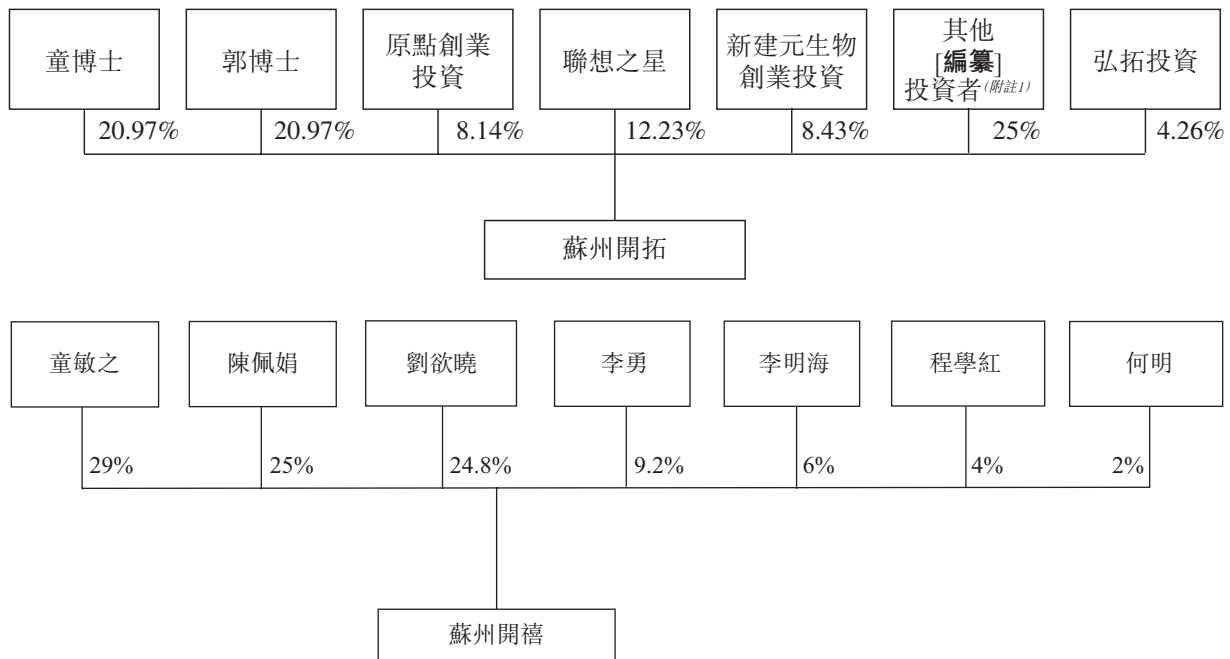 童博士
郭博士
原點創業
投資
聯想之星
新建元生物
創業投資
其他
[編纂]
投資者(附註1)
弘拓投資
20.97%
20.97%
8.14%
12.23%
8.43%
25%
4.26%
蘇州開拓
童敏之
陳佩娟
劉欲曉
李勇
李明海
程學紅
何明
29%
25%
24.8%
9.2%
6%
4%
2%
蘇州開禧